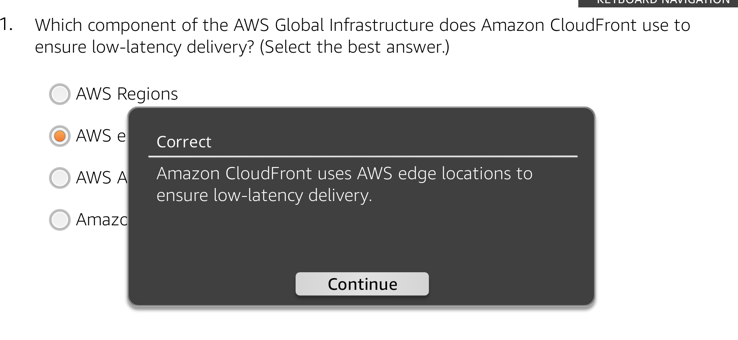 KEYBOARD NAVIGATION
1. Which component of the AWS Global Infrastructure does Amazon CloudFront use to
ensure low-latency delivery? (Select the best answer.)
AWS Regions
AWS e
AWS A
Amazo
Correct
Amazon CloudFront uses AWS edge locations to
ensure low-latency delivery.
Continue